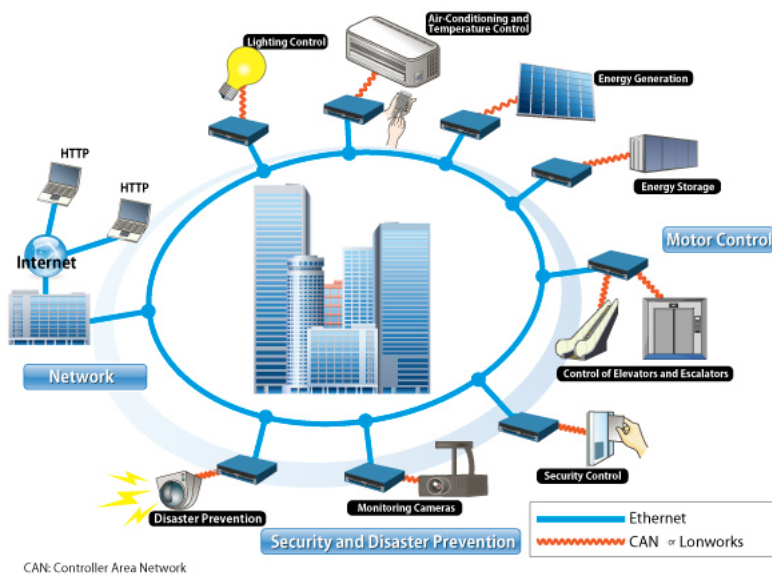 Lighting Control
Air-Conditioning and
Temperature Control
Energy Generation
HTTP
HTTP
Energy Storage
Internet
Motor Control
Network
Control of Elevators and Escalators
Security Control
Monitoring Cameras
Disaster Prevention
Security and Disaster Prevention
Ethernet
CAN or Lonworks
CAN: Controller Area Network